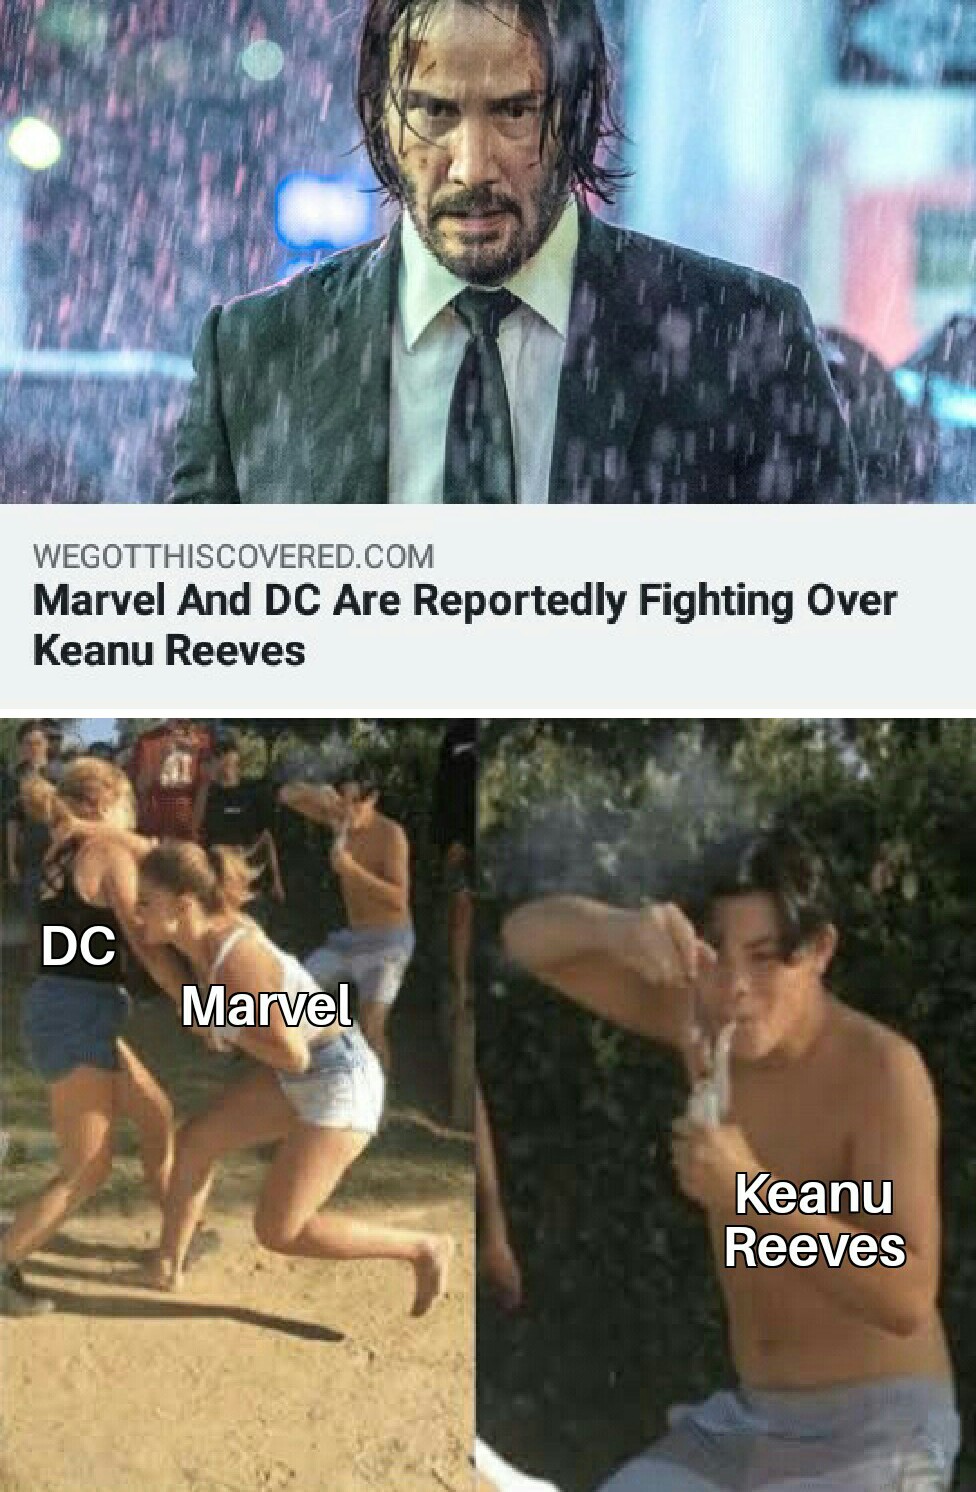 WEGOTTHISCOVERED.COM
Marvel And DC Are Reportedly Fighting Over
Keanu Reeves
DC
Marvel
Keanu
Reeves